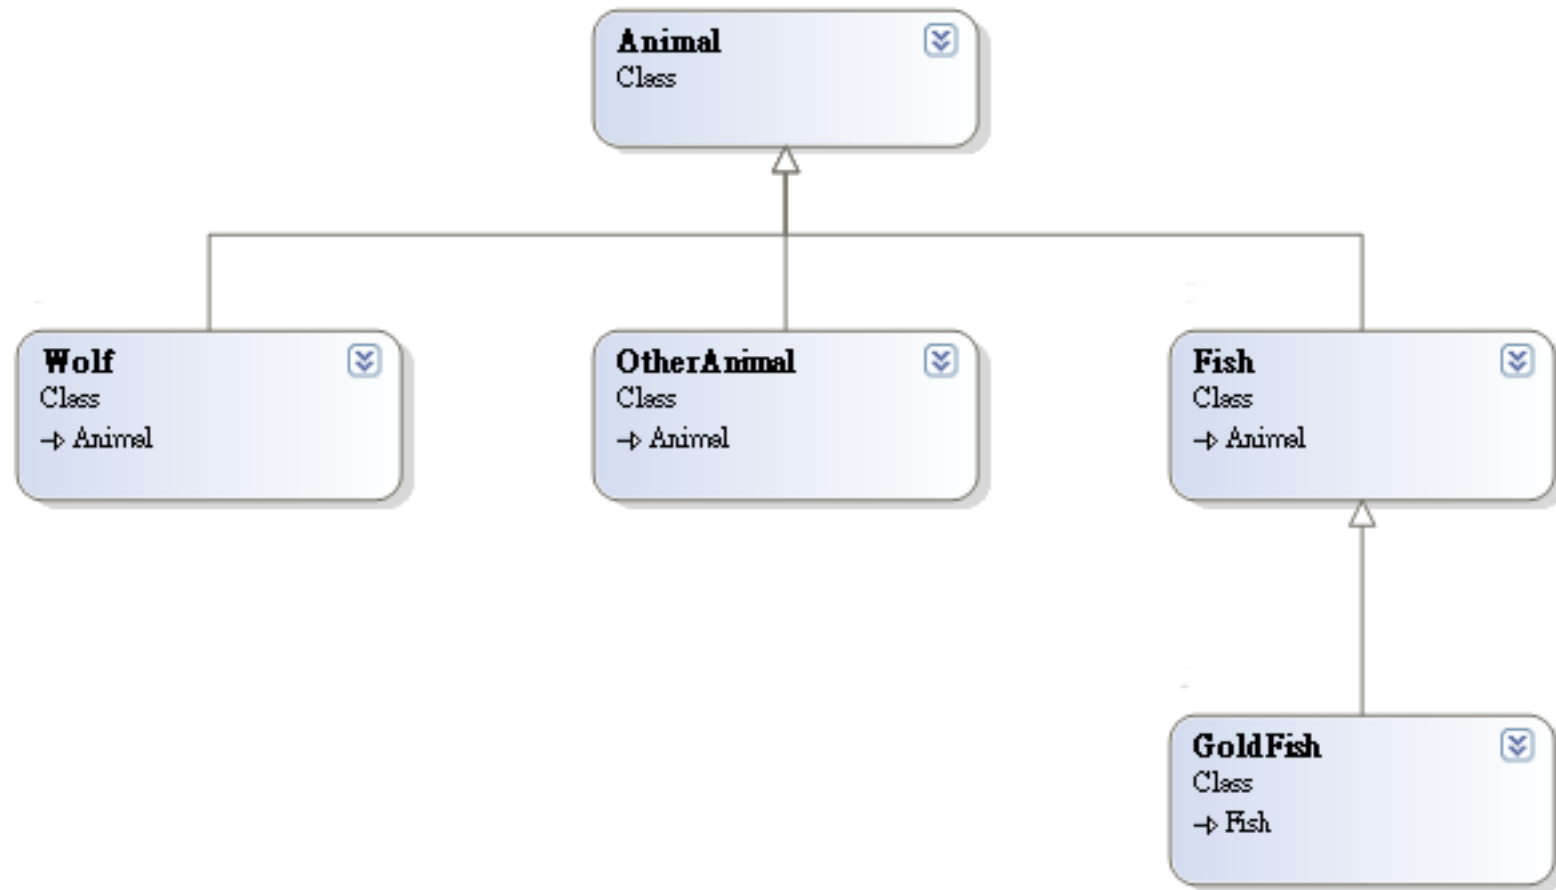 Animal
Class
Wolf
Class
Animal
OtherAnimal
Class
Animal
Fish
Class
Animal
GoldFish
Class
Fish